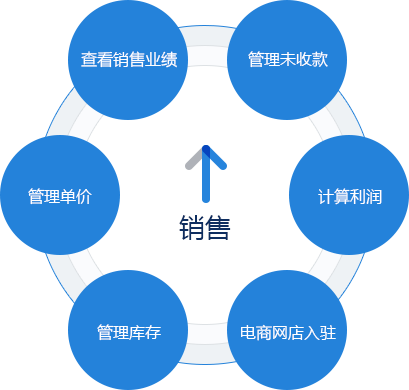 查看销售业绩
管理未收款
管理单价
计算利润
销售
管理库存
电商网店入驻